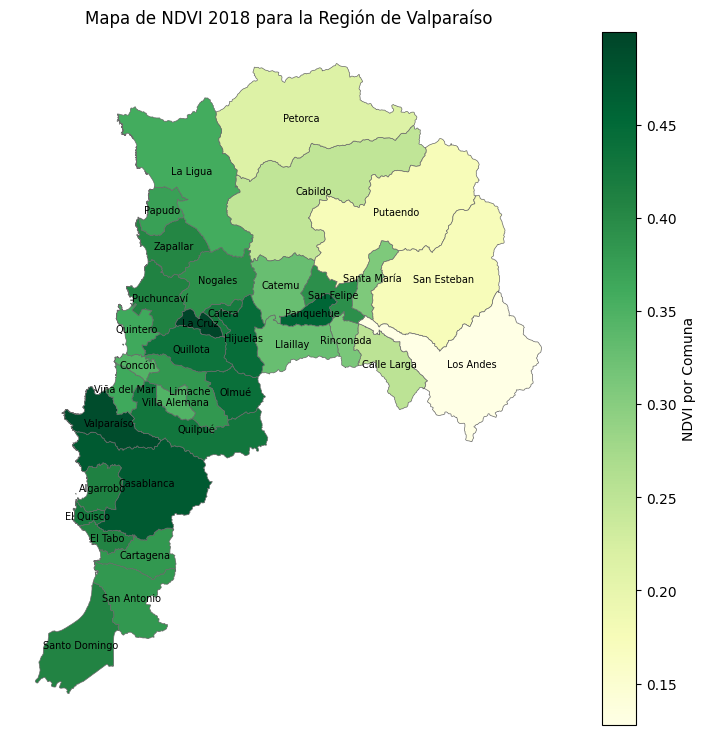 Mapa de NDVI 2018 para la Región de Valparaíso
Petorca
La Ligua
Cabildo
Papudo
Putaendo
Zapallar
Nogales
Catemu
Santa María
San Esteban
Puchuncaví
San Felipe
Calera
Panquehue
La Cruz
Quintero
Hijuelas
Rinconada
Llaillay
Quillota
Concón
Calle Larga
Los Andes
Viña del Mar
Limache
Olmué
Villa Alemana
Valparaíso
Quilpué
Casablanca
Algarrobo
El Quisco
El Tabo
Cartagena
San Antonio
Santo Domingo
0.45
0.40
0.35
0.30
0.25
0.20
0.15
NDVI por Comuna